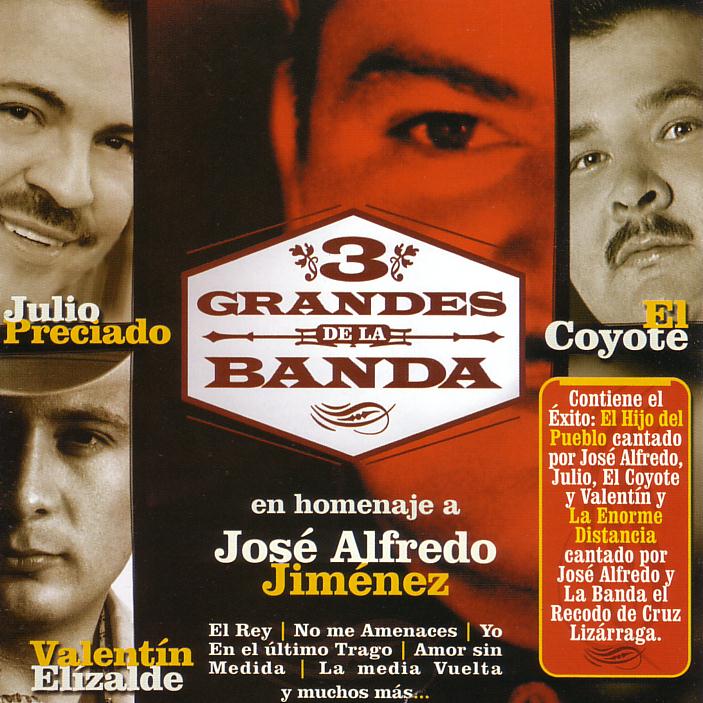 Julio
Preciado
El
Coyote
3
GRANDES
DE LA
BANDA
Contiene el
Éxito: El Hijo del
Pueblo cantado
por José Alfredo,
Julio, El Coyote
y Valentín y
La Enorme
Distancia
cantado por
José Alfredo y
La Banda el
Recodo de Cruz
Lizárraga.
en homenaje a
José Alfredo
Jiménez
El Rey | No me Amenaces | Yo
En el último Trago | Amor sin
Medida | La media Vuelta
y muchos más...
Valentín
Elízalde